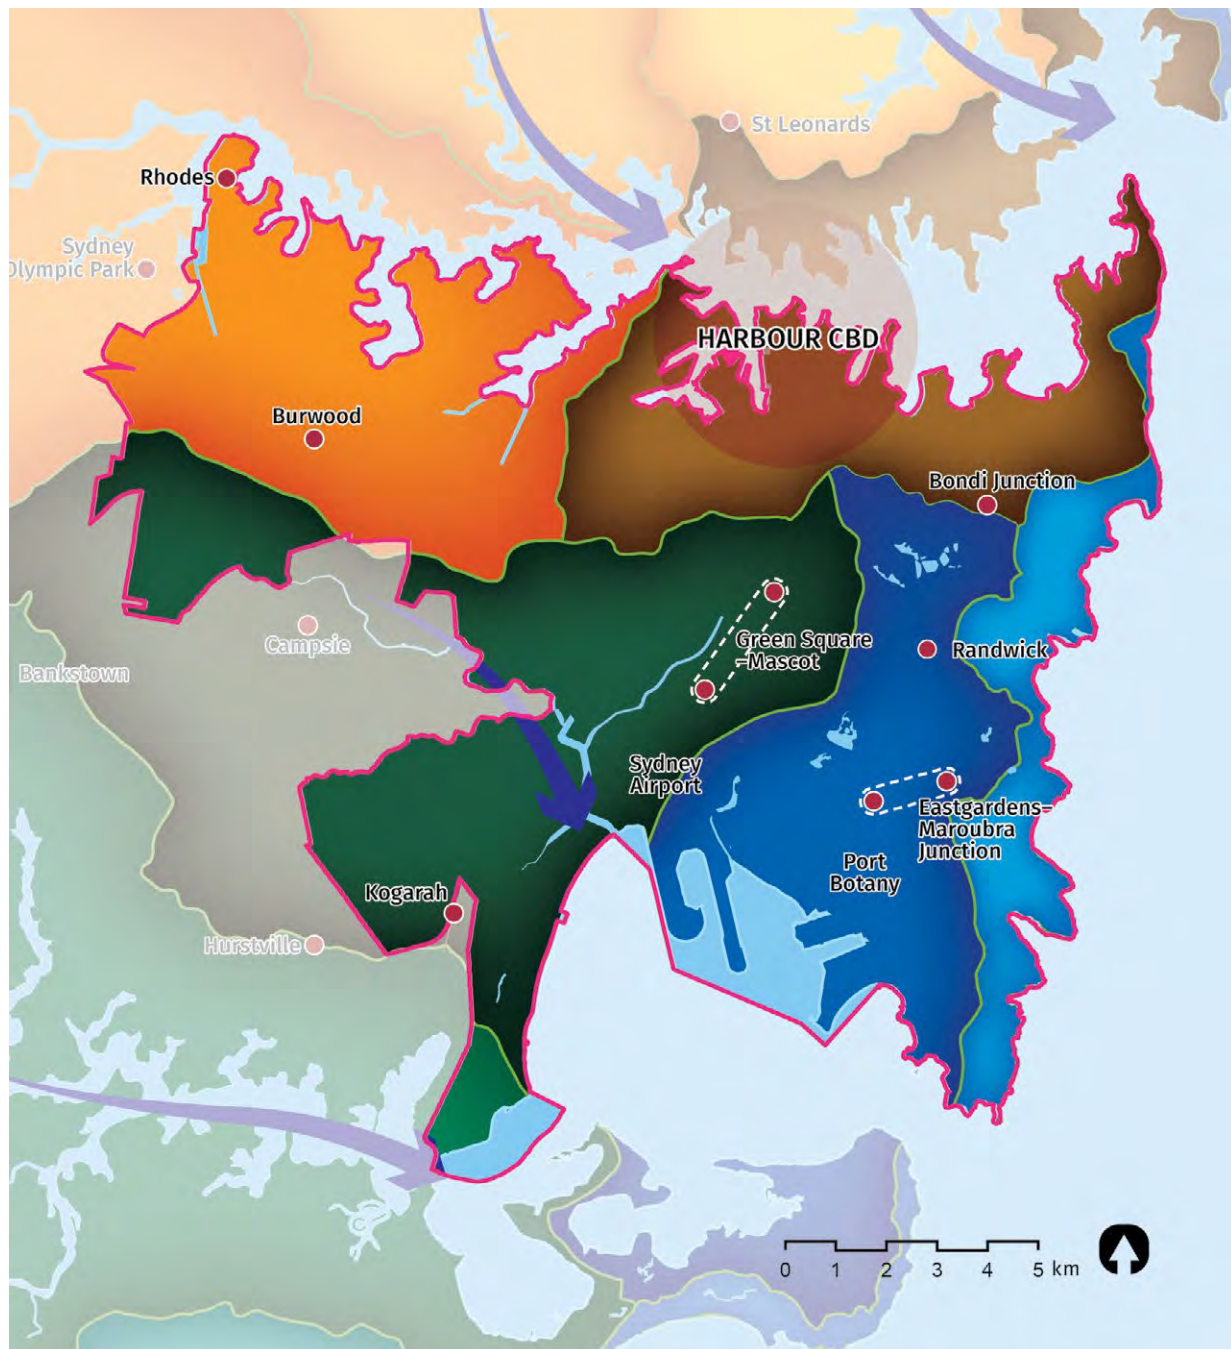 St Leonards
Rhodes
Sydney
Olympic Park
HARBOUR CBD
Burwood
Bondi Junction
Campsie
Green Square
–Mascot
Randwick
Bankstown
Sydney
Airport
Eastgardens–
Maroubra
Junction
Port
Botany
Kogarah
Hurstville
0 1 2 3 4 5 km